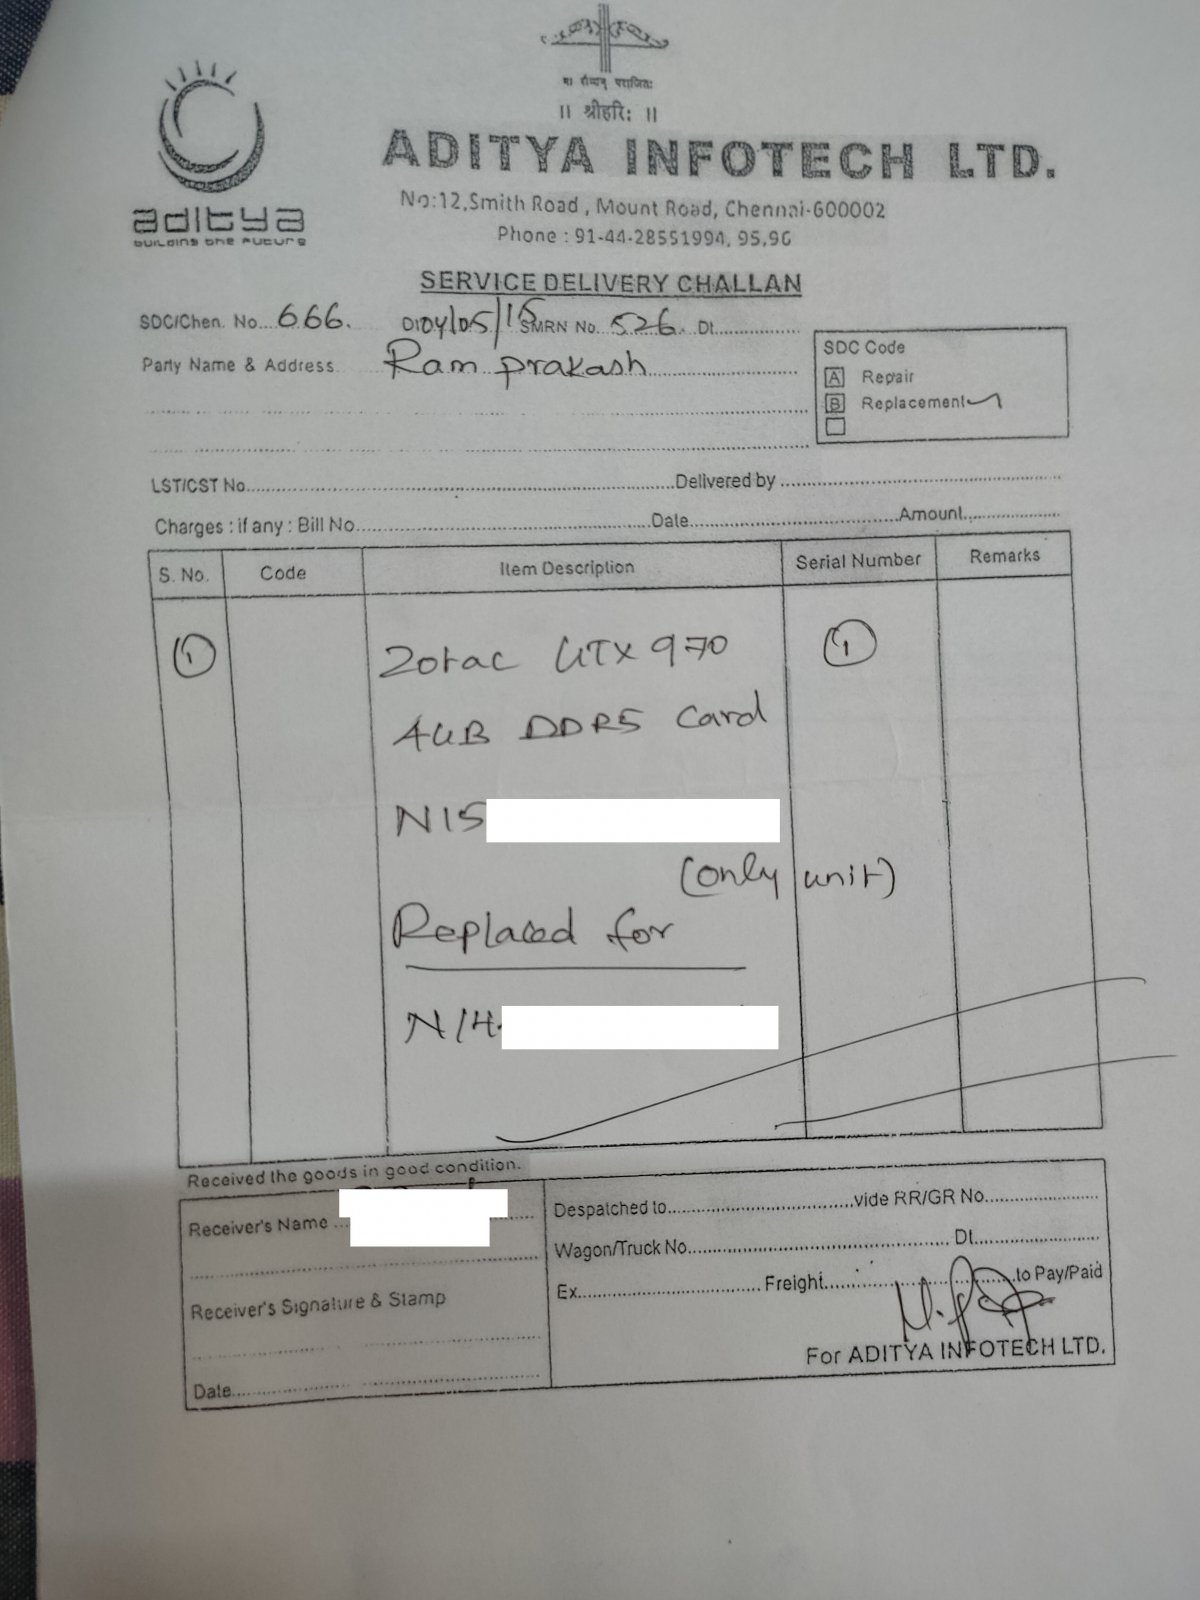 ॥ श्रीहरि: ॥
aditya
building the future
ADITYA INFOTECH LTD.
No:12,Smith Road , Mount Road, Chennai-600002
Phone : 91-44-28551994, 95,96
SERVICE DELIVERY CHALLAN
SDC/Chen. No...666. Dt04/05/15 SMRN No. 526. Dt.
Party Name & Address Ram prakash
SDC Code
A Repair
B Replacement
LST/CST No. Delivered by
Charges : if any : Bill No. Date Amount
S. No. Code Item Description Serial Number Remarks
1 Zotac GTX 970 1
4GB DDR5 Card
N15
(only unit)
Replaced for
N14
Received the goods in good condition.
Receiver's Name
Receiver's Signature & Stamp
Date
Despatched to vide RR/GR No.
Wagon/Truck No. Dt.
Ex. Freight to Pay/Paid
For ADITYA INFOTECH LTD.